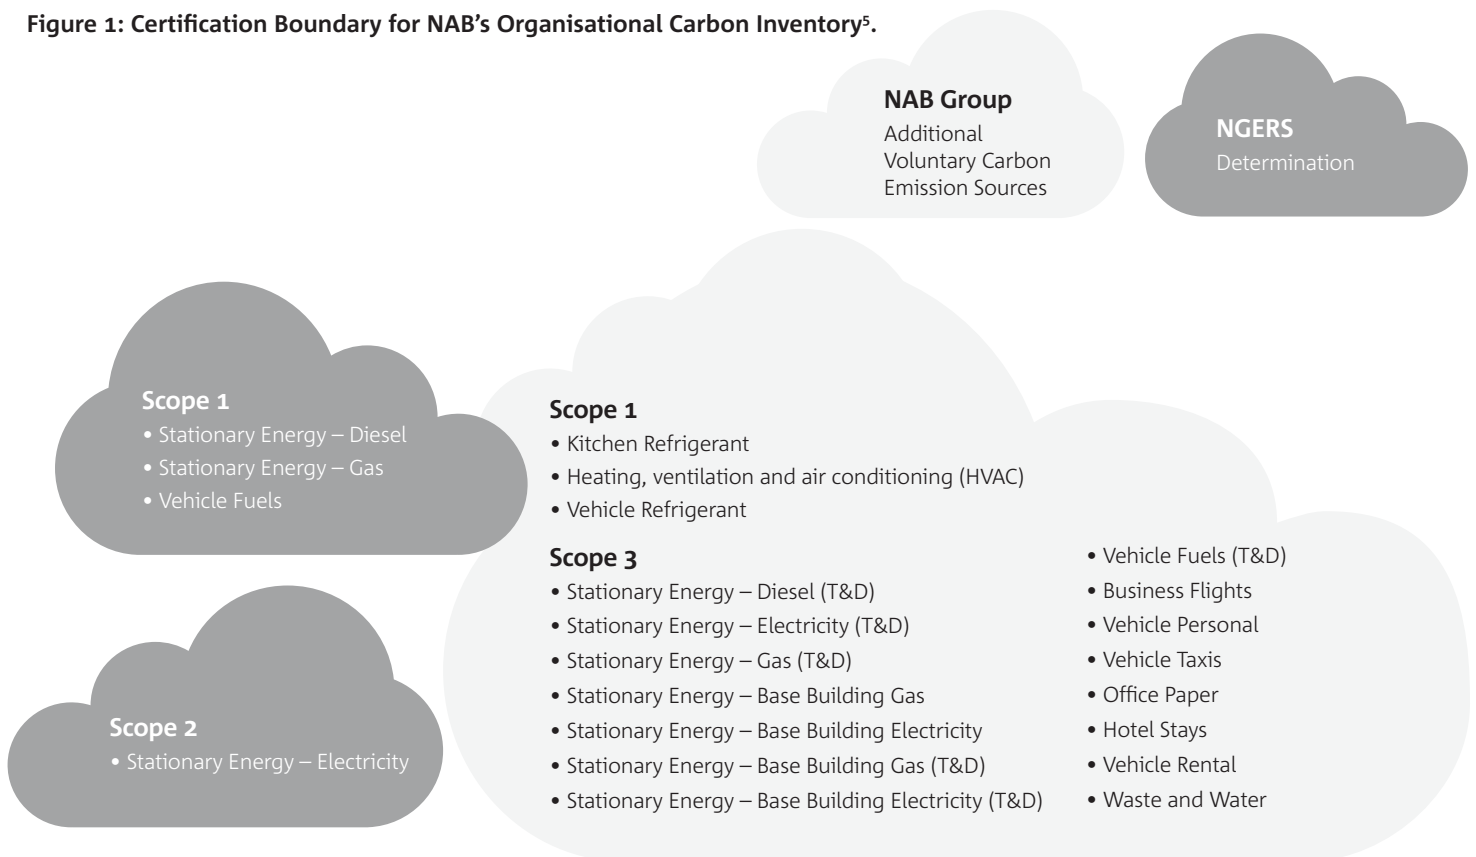 Figure 1: Certification Boundary for NAB’s Organisational Carbon Inventory⁵.
NAB Group
Additional
Voluntary Carbon
Emission Sources
NGERS
Determination
Scope 1
• Stationary Energy – Diesel
• Stationary Energy – Gas
• Vehicle Fuels
Scope 2
• Stationary Energy – Electricity
Scope 1
• Kitchen Refrigerant
• Heating, ventilation and air conditioning (HVAC)
• Vehicle Refrigerant
Scope 3
• Stationary Energy – Diesel (T&D)
• Stationary Energy – Electricity (T&D)
• Stationary Energy – Gas (T&D)
• Stationary Energy – Base Building Gas
• Stationary Energy – Base Building Electricity
• Stationary Energy – Base Building Gas (T&D)
• Stationary Energy – Base Building Electricity (T&D)
• Vehicle Fuels (T&D)
• Business Flights
• Vehicle Personal
• Vehicle Taxis
• Office Paper
• Hotel Stays
• Vehicle Rental
• Waste and Water